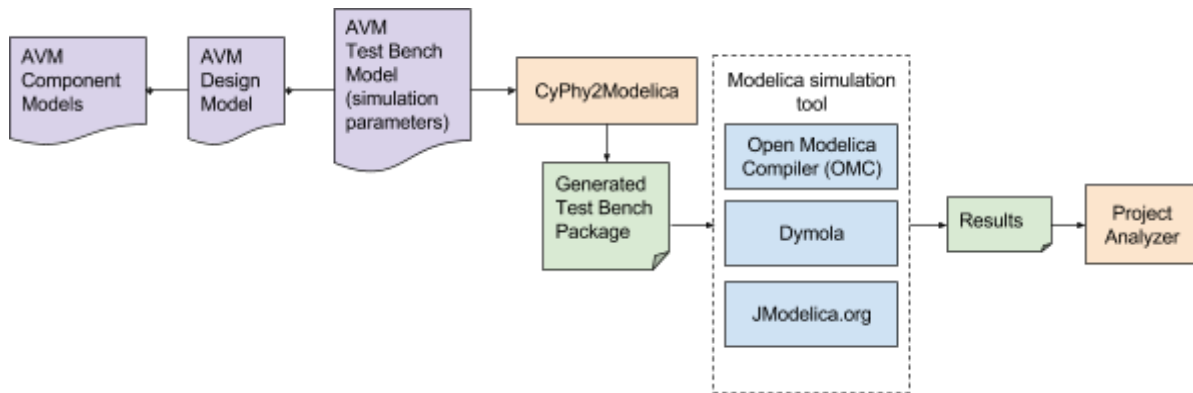 AVM
Component
Models
AVM
Design
Model
AVM
Test Bench
Model
(simulation
parameters)
CyPhy2Modelica
Generated
Test Bench
Package
Modelica simulation
tool
Open Modelica
Compiler (OMC)
Dymola
JModelica.org
Results
Project
Analyzer